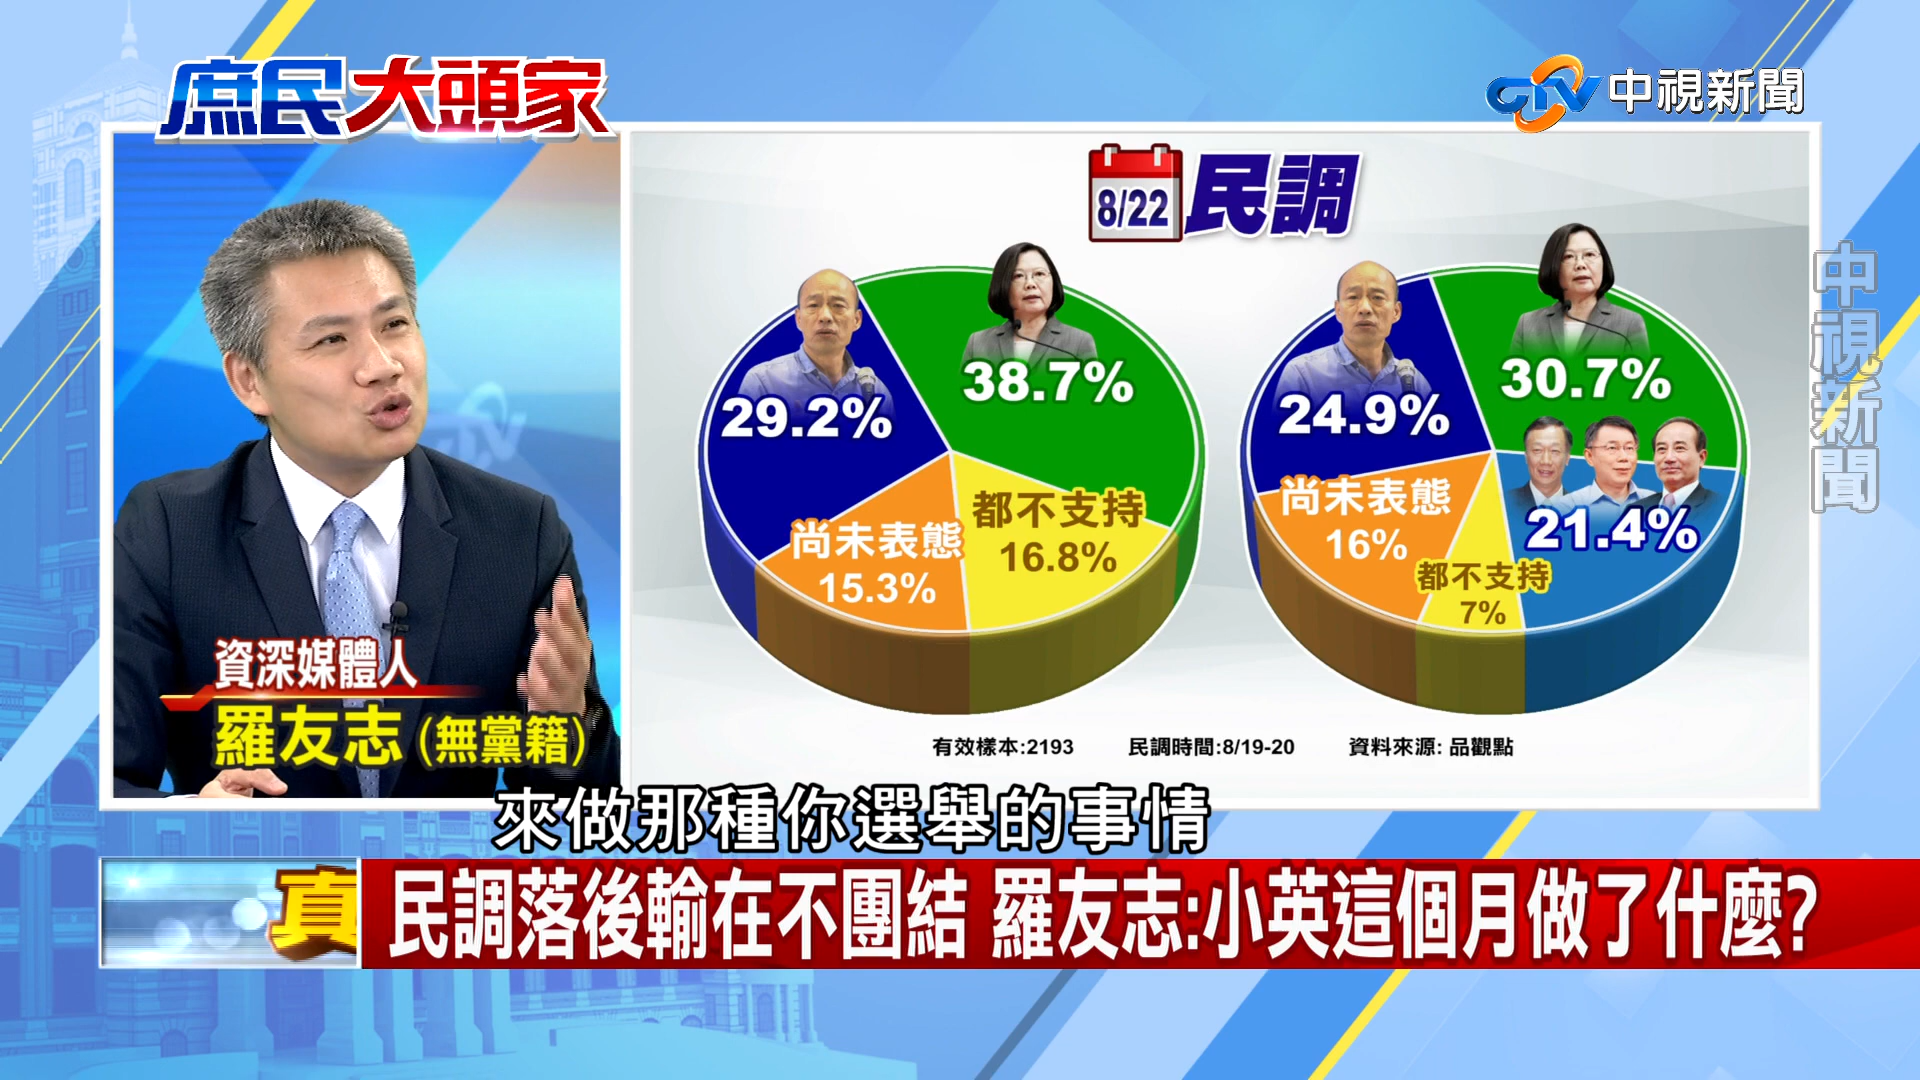 庶民大頭家
CTV 中視新聞
8/22 民調
29.2%
38.7%
尚未表態
15.3%
都不支持
16.8%
24.9%
30.7%
尚未表態
16%
都不支持
7%
21.4%
有效樣本:2193 民調時間:8/19-20 資料來源: 品觀點
中視新聞
資深媒體人
羅友志(無黨籍)
來做那種你選舉的事情
真
民調落後輸在不團結 羅友志:小英這個月做了什麼?